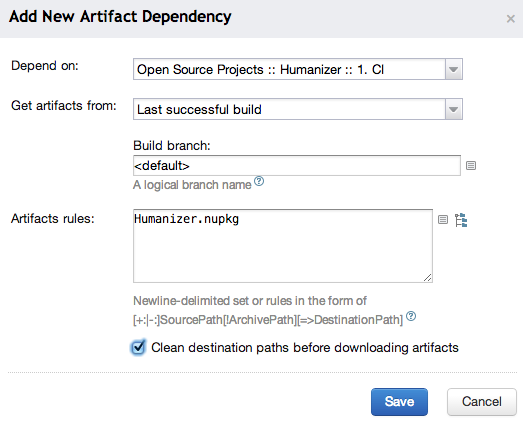 Add New Artifact Dependency ×
Depend on: Open Source Projects :: Humanizer :: 1. CI
Get artifacts from: Last successful build
Build branch:
<default>
A logical branch name ?
Artifacts rules: Humanizer.nupkg
Newline-delimited set or rules in the form of
[+:|-:]SourcePath[!ArchivePath][=>DestinationPath] ?
Clean destination paths before downloading artifacts
Save Cancel